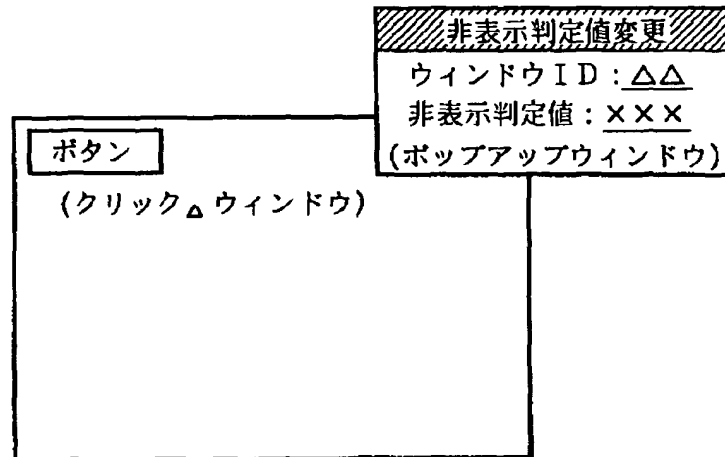 非表示判定値変更
ウィンドウID:△△
非表示判定値:×××
(ポップアップウィンドウ)
ボタン
(クリック△ウィンドウ)